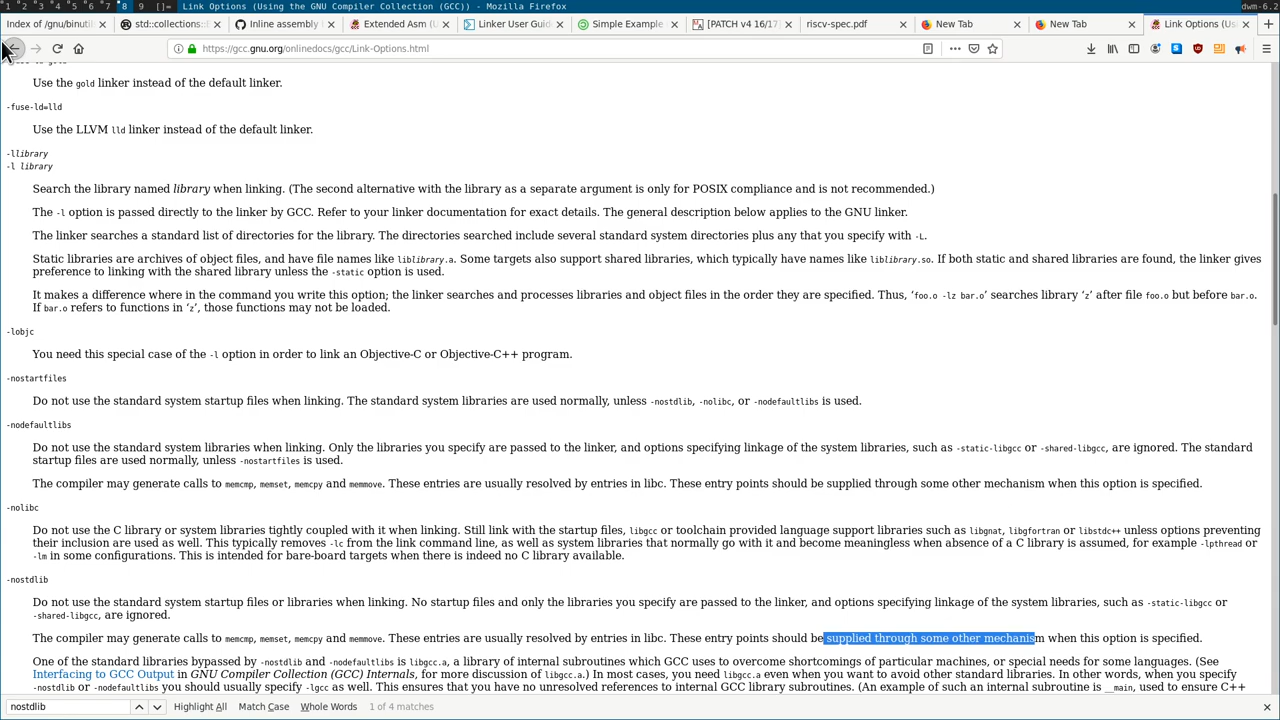 1 2 3 4 5 6 7 8 9 []= Link Options (Using the GNU Compiler Collection (GCC)) - Mozilla Firefox dwm-6.2
Index of /gnu/binuti std::collections::E Inline assembly Extended Asm (U Linker User Guid Simple Example [PATCH v4 16/17] riscv-spec.pdf New Tab New Tab Link Options (Us
https://gcc.gnu.org/onlinedocs/gcc/Link-Options.html
Use the gold linker instead of the default linker.
-fuse-ld=lld
Use the LLVM lld linker instead of the default linker.
-llibrary
-l library
Search the library named library when linking. (The second alternative with the library as a separate argument is only for POSIX compliance and is not recommended.)
The -l option is passed directly to the linker by GCC. Refer to your linker documentation for exact details. The general description below applies to the GNU linker.
The linker searches a standard list of directories for the library. The directories searched include several standard system directories plus any that you specify with -L.
Static libraries are archives of object files, and have file names like liblibrary.a. Some targets also support shared libraries, which typically have names like liblibrary.so. If both static and shared libraries are found, the linker gives
preference to linking with the shared library unless the -static option is used.
It makes a difference where in the command you write this option; the linker searches and processes libraries and object files in the order they are specified. Thus, ‘foo.o -lz bar.o’ searches library ‘z’ after file foo.o but before bar.o.
If bar.o refers to functions in ‘z’, those functions may not be loaded.
-lobjc
You need this special case of the -l option in order to link an Objective-C or Objective-C++ program.
-nostartfiles
Do not use the standard system startup files when linking. The standard system libraries are used normally, unless -nostdlib, -nolibc, or -nodefaultlibs is used.
-nodefaultlibs
Do not use the standard system libraries when linking. Only the libraries you specify are passed to the linker, and options specifying linkage of the system libraries, such as -static-libgcc or -shared-libgcc, are ignored. The standard
startup files are used normally, unless -nostartfiles is used.
The compiler may generate calls to memcmp, memset, memcpy and memmove. These entries are usually resolved by entries in libc. These entry points should be supplied through some other mechanism when this option is specified.
-nolibc
Do not use the C library or system libraries tightly coupled with it when linking. Still link with the startup files, libgcc or toolchain provided language support libraries such as libgnat, libgfortran or libstdc++ unless options preventing
their inclusion are used as well. This typically removes -lc from the link command line, as well as system libraries that normally go with it and become meaningless when absence of a C library is assumed, for example -lpthread or
-lm in some configurations. This is intended for bare-board targets when there is indeed no C library available.
-nostdlib
Do not use the standard system startup files or libraries when linking. No startup files and only the libraries you specify are passed to the linker, and options specifying linkage of the system libraries, such as -static-libgcc or
-shared-libgcc, are ignored.
The compiler may generate calls to memcmp, memset, memcpy and memmove. These entries are usually resolved by entries in libc. These entry points should be supplied through some other mechanism when this option is specified.
One of the standard libraries bypassed by -nostdlib and -nodefaultlibs is libgcc.a, a library of internal subroutines which GCC uses to overcome shortcomings of particular machines, or special needs for some languages. (See
Interfacing to GCC Output in GNU Compiler Collection (GCC) Internals, for more discussion of libgcc.a.) In most cases, you need libgcc.a even when you want to avoid other standard libraries. In other words, when you specify
-nostdlib or -nodefaultlibs you should usually specify -lgcc as well. This ensures that you have no unresolved references to internal GCC library subroutines. (An example of such an internal subroutine is __main, used to ensure C++
nostdlib Highlight All Match Case Whole Words 1 of 4 matches